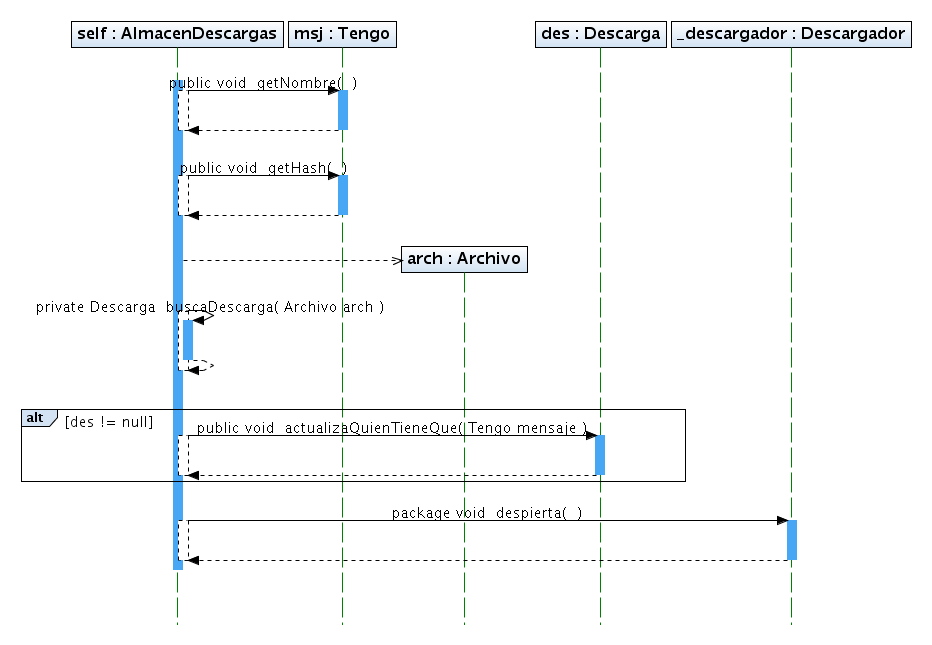 self : AlmacenDescargas
msj : Tengo
des : Descarga
_descargador : Descargador
public void getNombre( )
public void getHash( )
arch : Archivo
private Descarga buscaDescarga( Archivo arch )
alt
[des != null]
public void actualizaQuienTieneQue( Tengo mensaje )
package void despierta( )